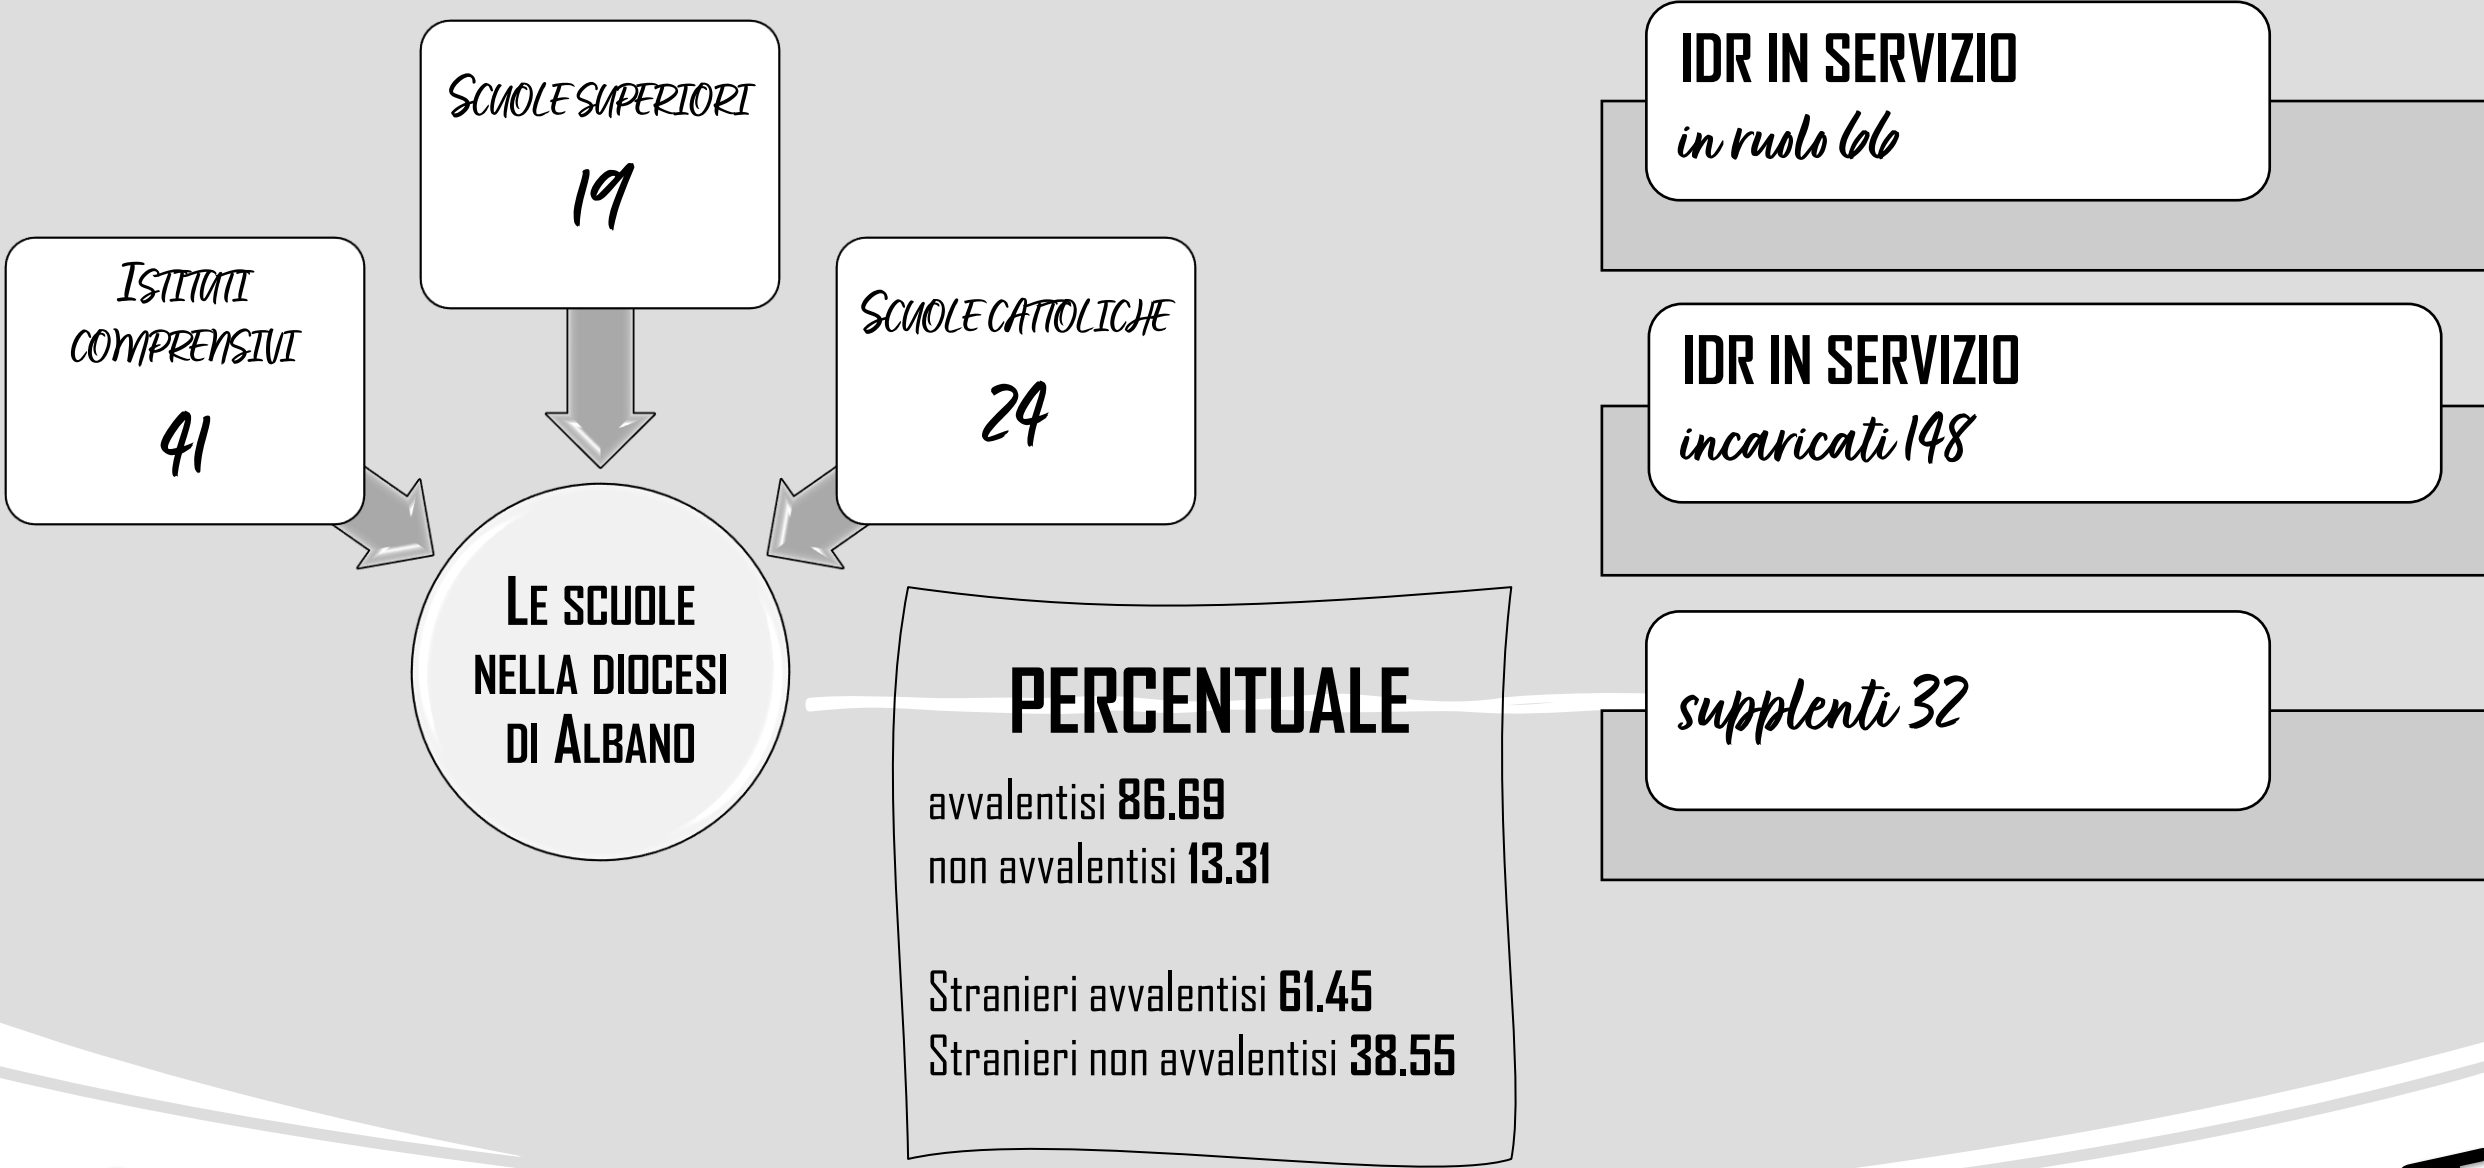 Scuole superiori
19
Istituti
comprensivi
41
Scuole cattoliche
24
Le scuole
nella diocesi
di Albano
PERCENTUALE
avvalentisi 86.69
non avvalentisi 13.31
Stranieri avvalentisi 61.45
Stranieri non avvalentisi 38.55
IDR IN SERVIZIO
in ruolo 66
IDR IN SERVIZIO
incaricati 148
supplenti 32